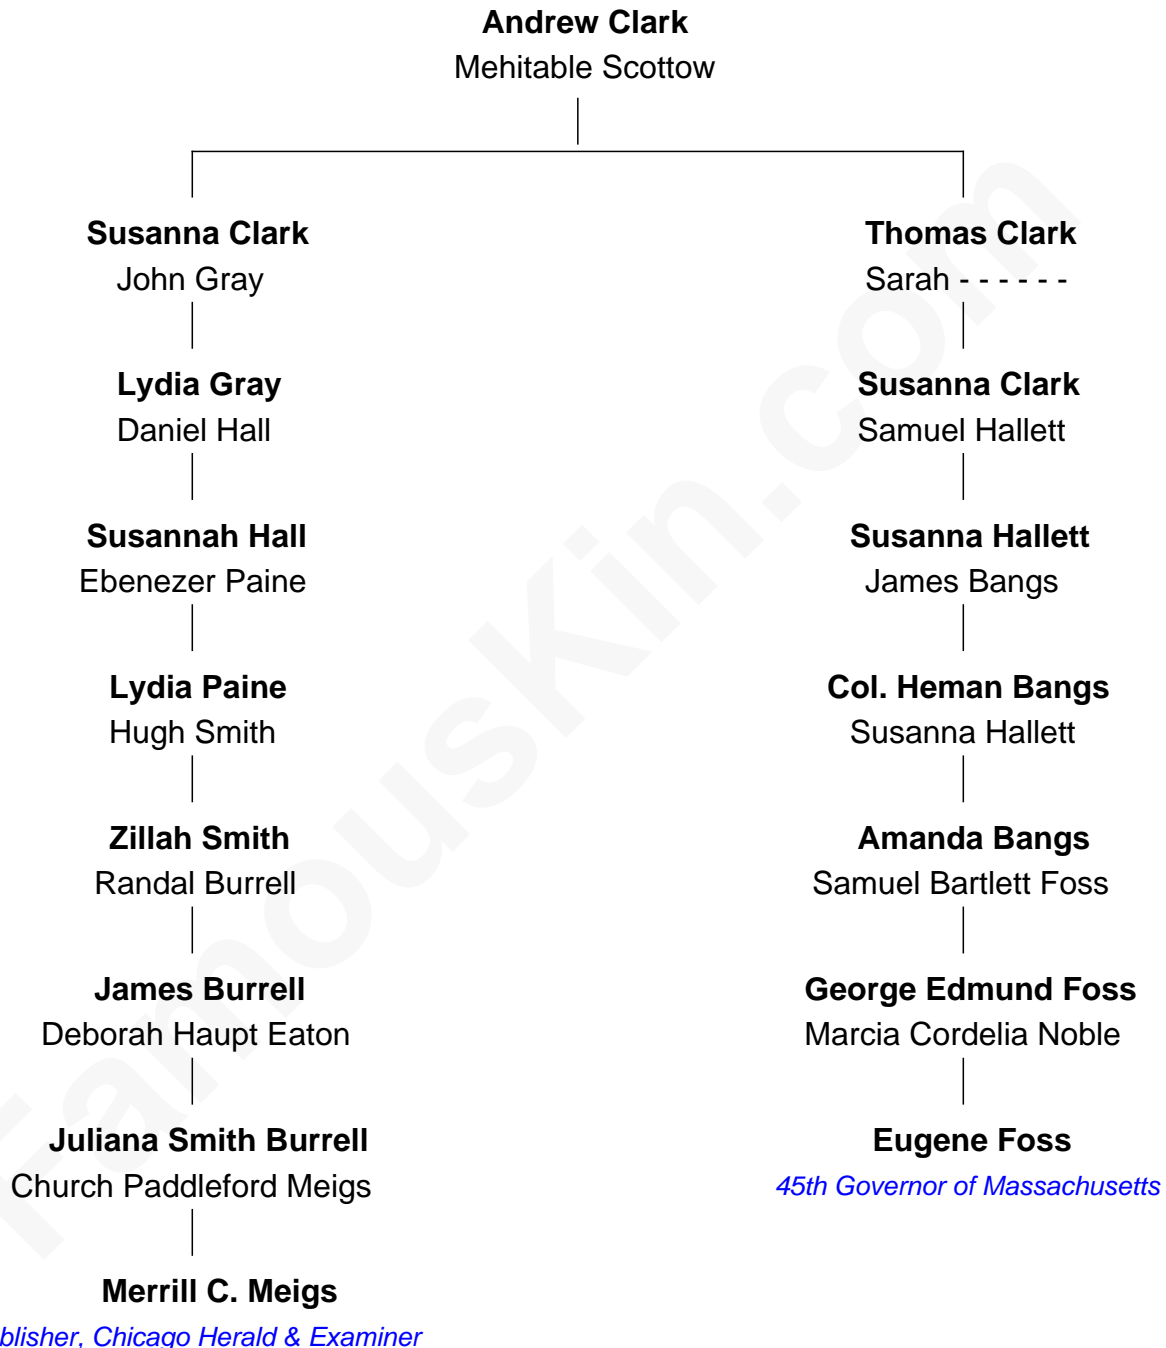 Andrew Clark
Mehitable Scottow
Susanna Clark
John Gray
Thomas Clark
Sarah - - - - - -
Lydia Gray
Daniel Hall
Susanna Clark
Samuel Hallett
Susannah Hall
Ebenezer Paine
Susanna Hallett
James Bangs
Lydia Paine
Hugh Smith
Col. Heman Bangs
Susanna Hallett
Zillah Smith
Randal Burrell
Amanda Bangs
Samuel Bartlett Foss
James Burrell
Deborah Haupt Eaton
George Edmund Foss
Marcia Cordelia Noble
Juliana Smith Burrell
Church Paddleford Meigs
Eugene Foss
45th Governor of Massachusetts
Merrill C. Meigs
blisher, Chicago Herald & Examiner
FamousKin.com